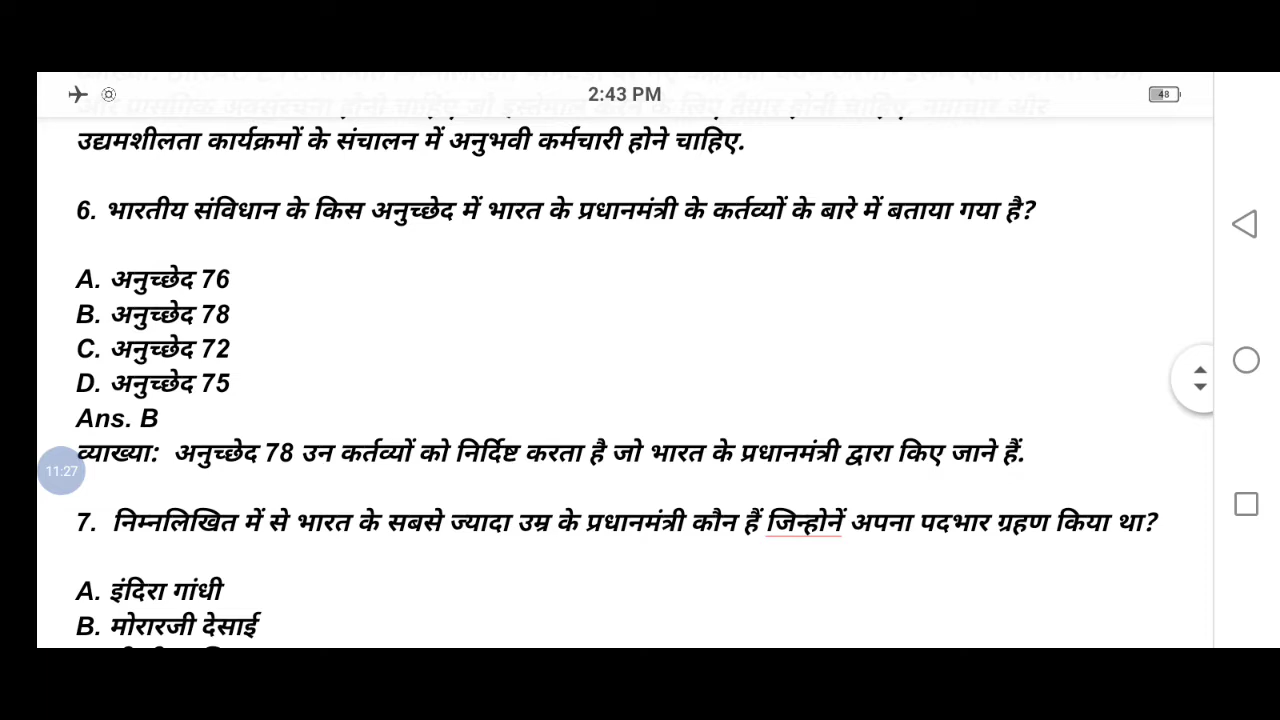 2:43 PM
48
उद्यमशीलता कार्यक्रमों के संचालन में अनुभवी कर्मचारी होने चाहिए.
6. भारतीय संविधान के किस अनुच्छेद में भारत के प्रधानमंत्री के कर्तव्यों के बारे में बताया गया है?
A. अनुच्छेद 76
B. अनुच्छेद 78
C. अनुच्छेद 72
D. अनुच्छेद 75
Ans. B
व्याख्या: अनुच्छेद 78 उन कर्तव्यों को निर्दिष्ट करता है जो भारत के प्रधानमंत्री द्वारा किए जाने हैं.
11:27
7. निम्नलिखित में से भारत के सबसे ज्यादा उम्र के प्रधानमंत्री कौन हैं जिन्होनें अपना पदभार ग्रहण किया था?
A. इंदिरा गांधी
B. मोरारजी देसाई